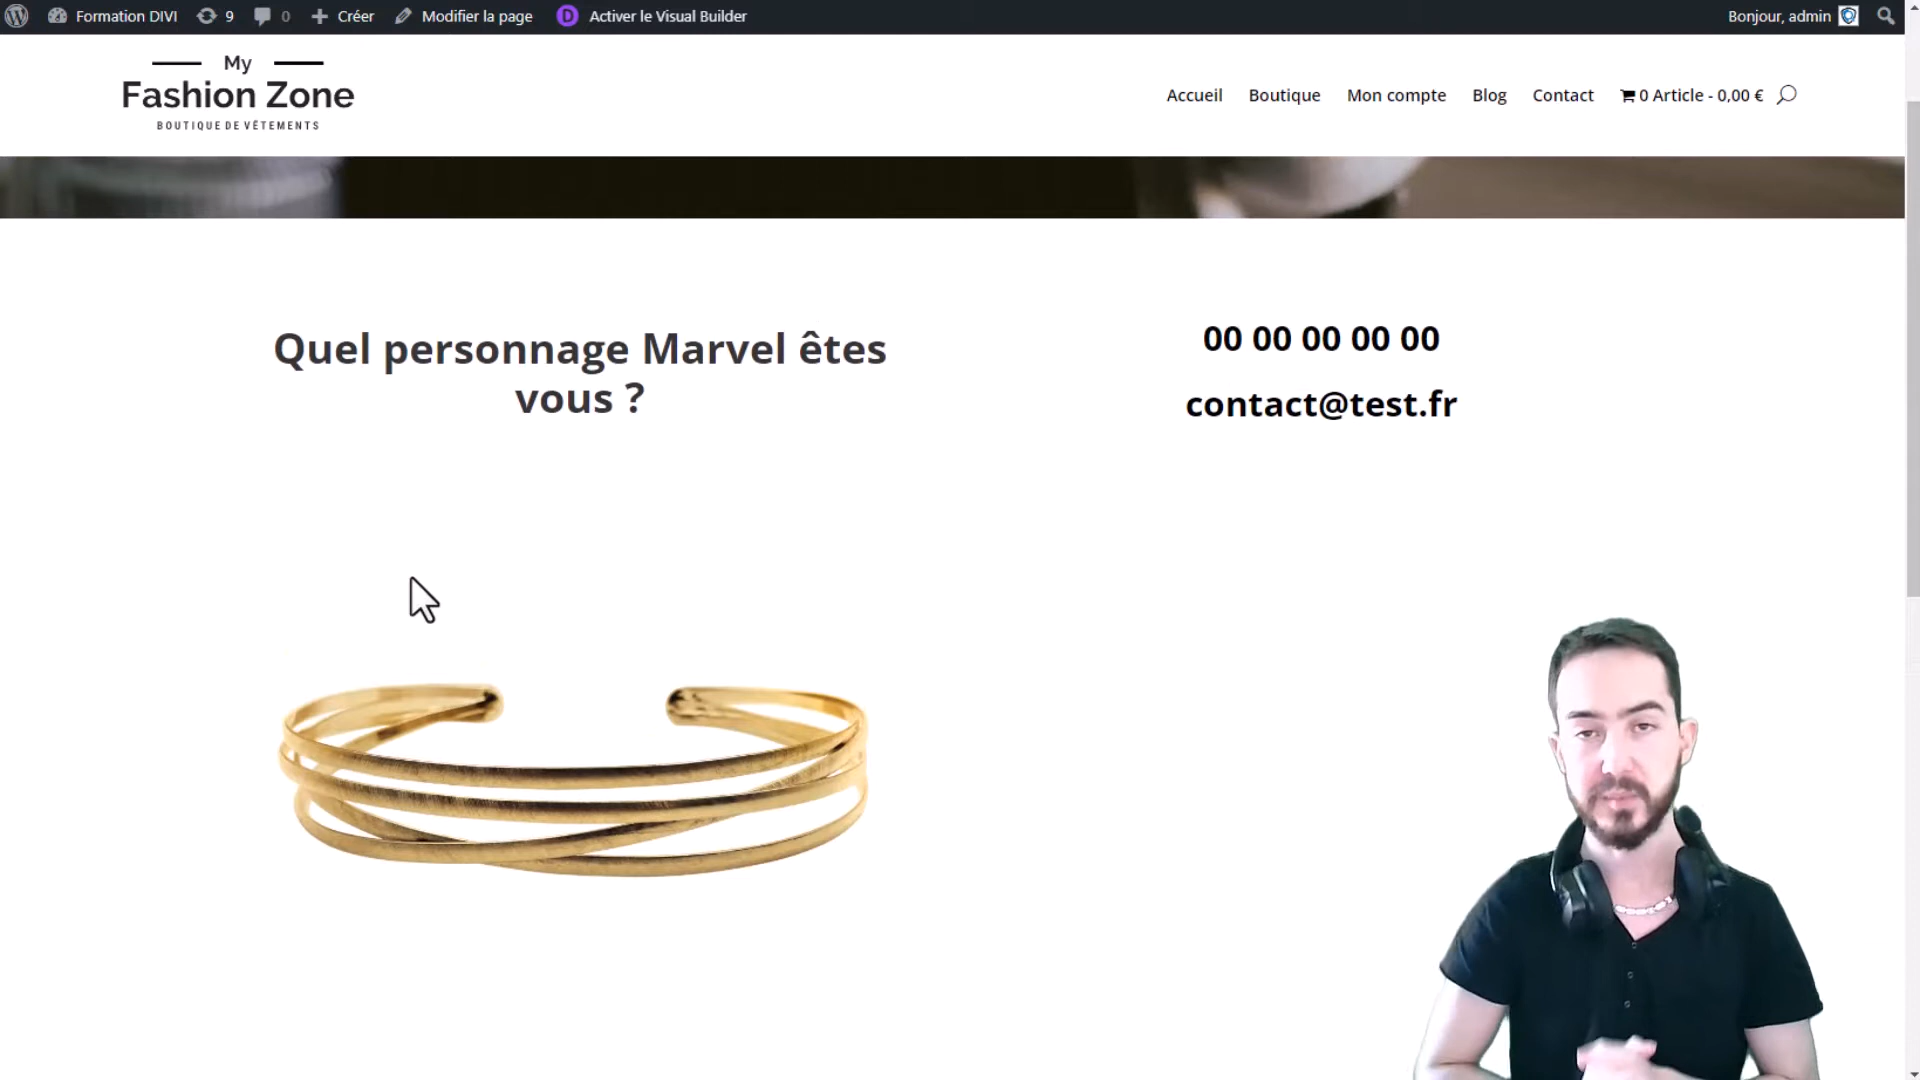 Formation DIVI 9 0 Créer Modifier la page D Activer le Visual Builder Bonjour, admin
My
Fashion Zone
BOUTIQUE DE VÊTEMENTS
Accueil Boutique Mon compte Blog Contact 0 Article - 0,00 €
Quel personnage Marvel êtes
vous ?
00 00 00 00 00
contact@test.fr